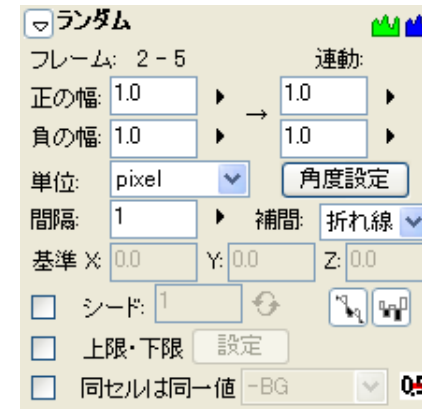 ランダム
フレーム: 2 - 5 連動:
正の幅: 1.0 → 1.0
負の幅: 1.0 1.0
単位: pixel 角度設定
間隔: 1 補間: 折れ線
基準 X: 0.0 Y: 0.0 Z: 0.0
シード: 1
上限・下限 設定
同セルは同一値 -BG